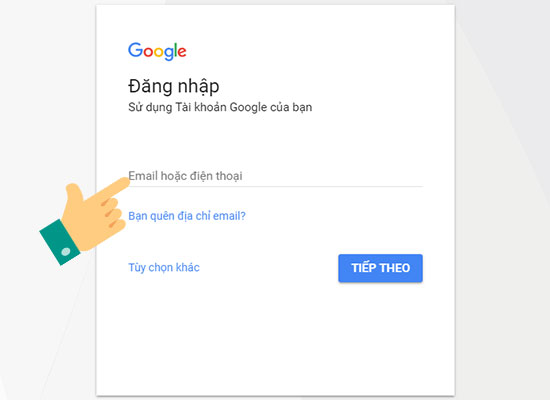 Google
Đăng nhập
Sử dụng Tài khoản Google của bạn
Email hoặc điện thoại
Bạn quên địa chỉ email?
Tùy chọn khác
TIẾP THEO